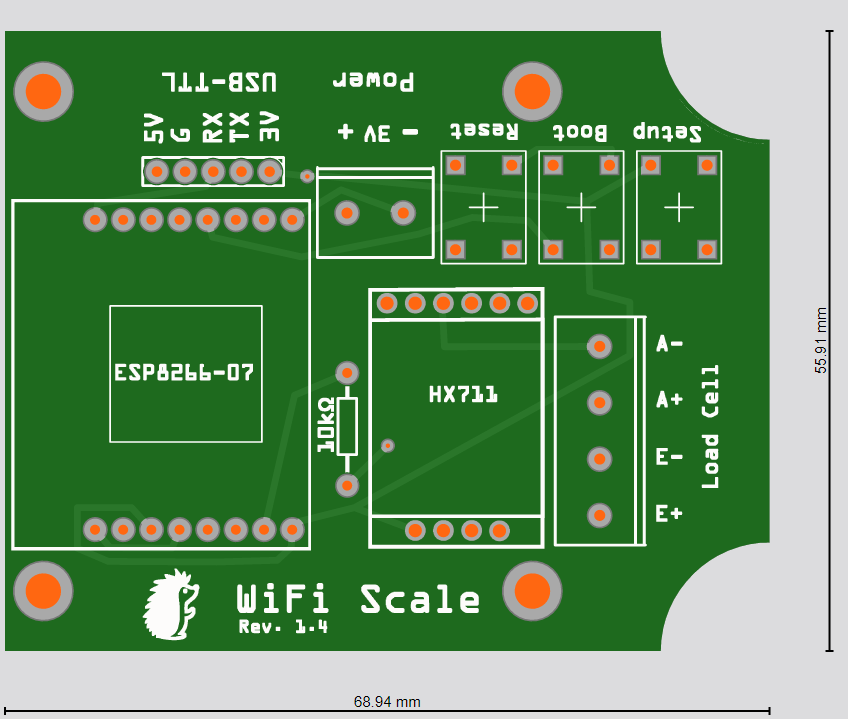 USB-TTL
Power
5V
G
RX
TX
3V
- 3V +
Reset
Boot
Setup
ESP8266-07
10kΩ
HX711
A-
A+
E-
E+
Load Cell
WiFi Scale
Rev. 1.4
55.91 mm
68.94 mm